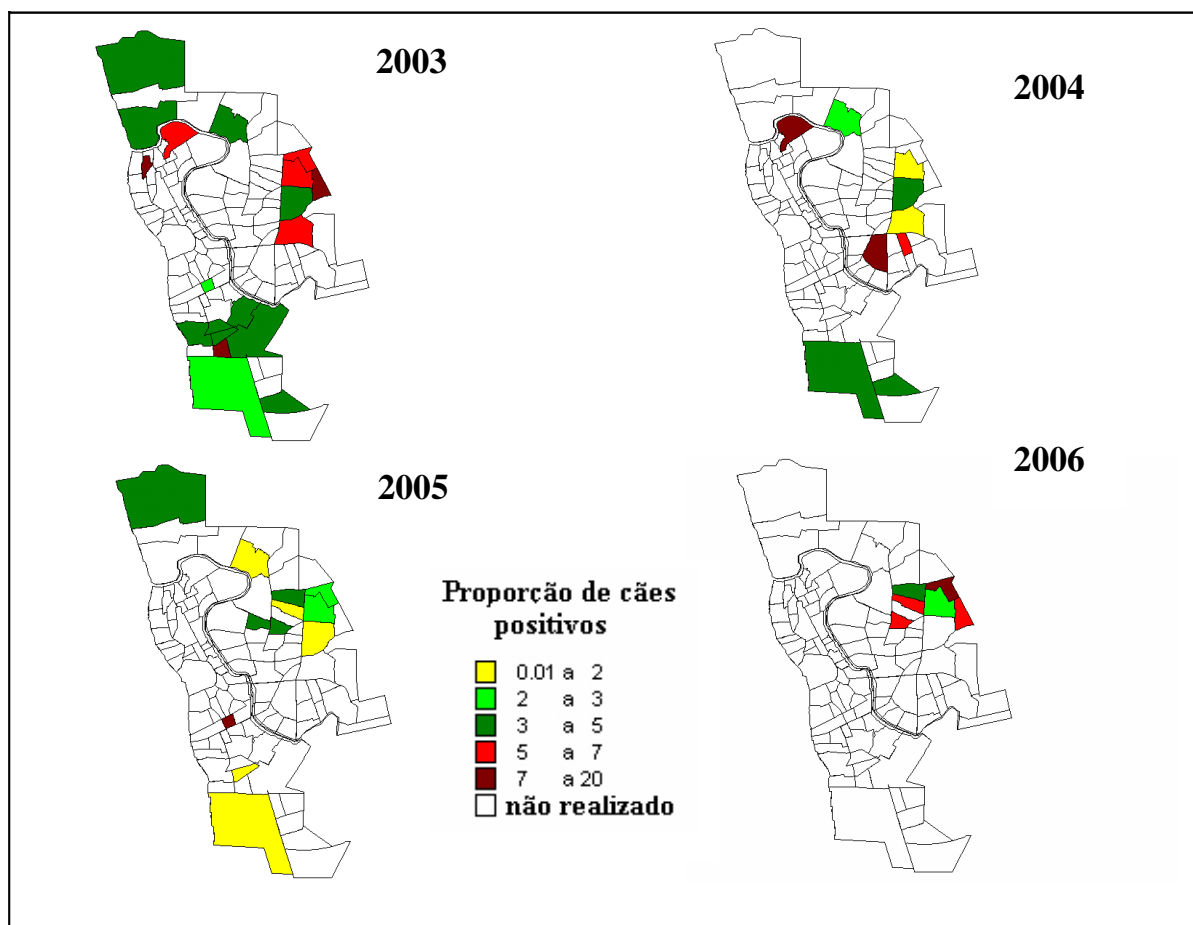 2003
2004
2005
2006
Proporção de cães
positivos
0.01 a 2
2 a 3
3 a 5
5 a 7
7 a 20
não realizado